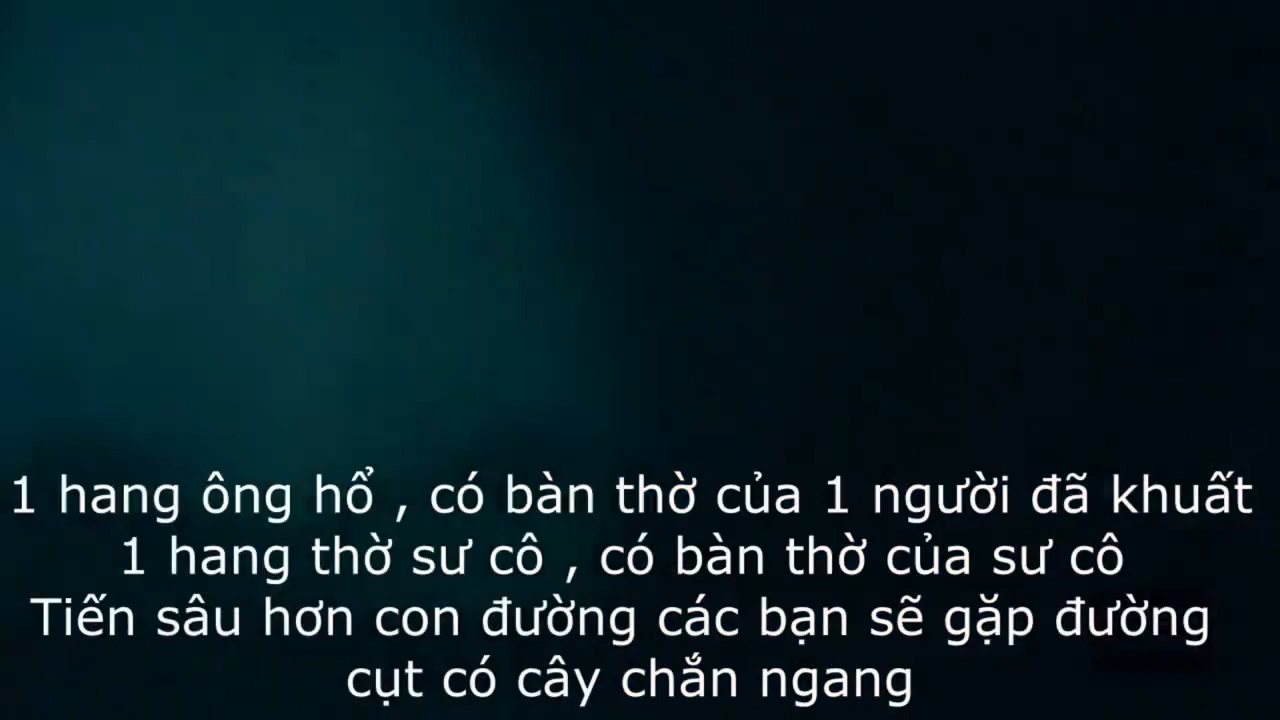 1 hang ông hổ , có bàn thờ của 1 người đã khuất
1 hang thờ sư cô , có bàn thờ của sư cô
Tiến sâu hơn con đường các bạn sẽ gặp đường
cụt có cây chắn ngang